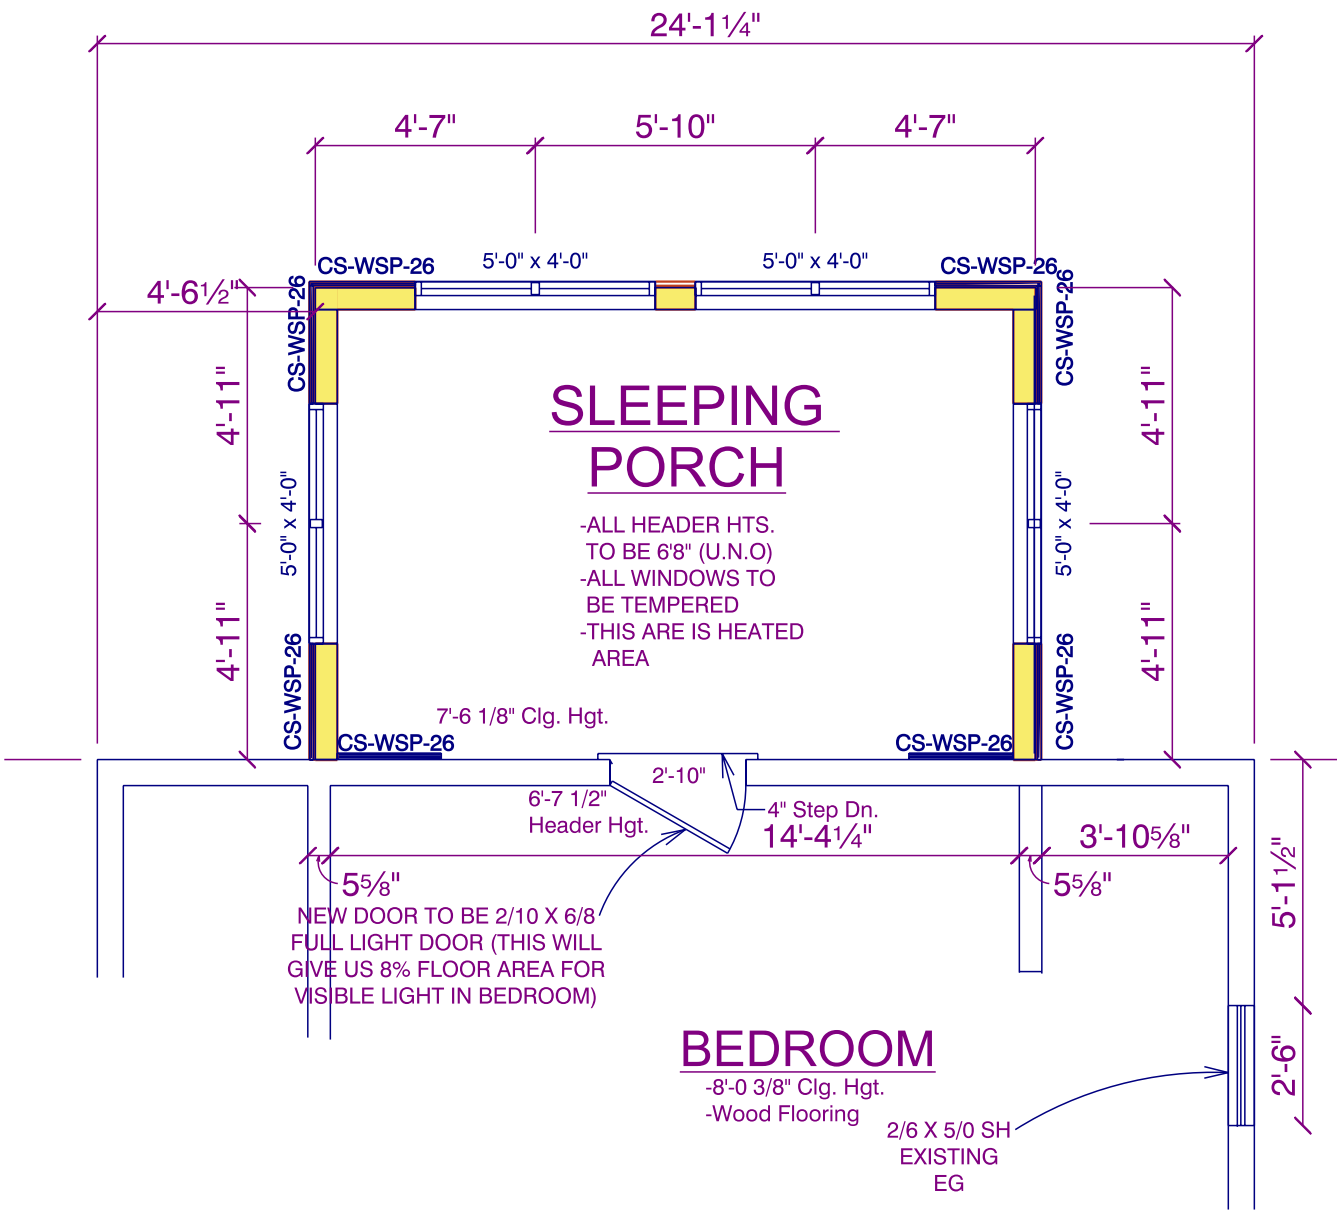 24'-1¼"
4'-7"
5'-10"
4'-7"
CS-WSP-26
5'-0" x 4'-0"
5'-0" x 4'-0"
CS-WSP-26
4'-6½"
CS-WSP-26
CS-WSP-26
4'-11"
4'-11"
SLEEPING
PORCH
5'-0" x 4'-0"
5'-0" x 4'-0"
-ALL HEADER HTS.
TO BE 6'8" (U.N.O)
-ALL WINDOWS TO
BE TEMPERED
-THIS ARE IS HEATED
AREA
4'-11"
4'-11"
CS-WSP-26
CS-WSP-26
7'-6 1/8" Clg. Hgt.
CS-WSP-26
CS-WSP-26
2'-10"
6'-7 1/2"
Header Hgt.
4" Step Dn.
14'-4¼"
3'-10⅝"
5⅝"
5⅝"
5'-1½"
NEW DOOR TO BE 2/10 X 6/8
FULL LIGHT DOOR (THIS WILL
GIVE US 8% FLOOR AREA FOR
VISIBLE LIGHT IN BEDROOM)
BEDROOM
-8'-0 3/8" Clg. Hgt.
-Wood Flooring
2'-6"
2/6 X 5/0 SH
EXISTING
EG